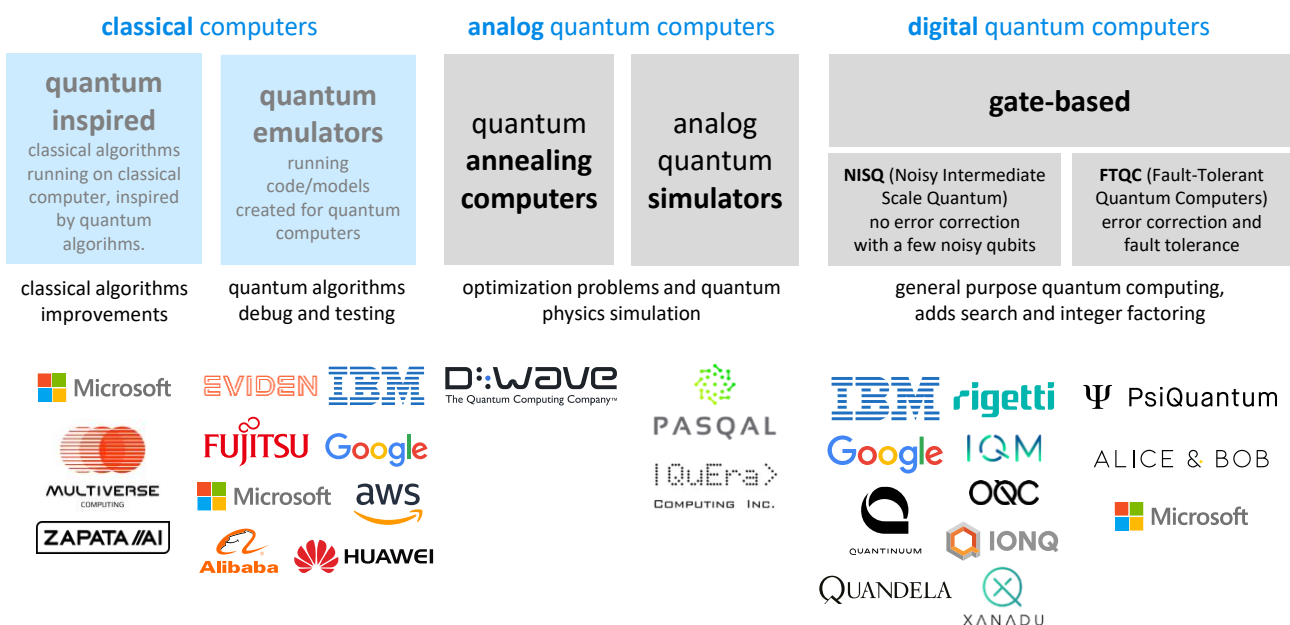 classical computers
analog quantum computers
digital quantum computers
quantum
inspired
classical algorithms
running on classical
computer, inspired
by quantum
algorihms.
quantum
emulators
running
code/models
created for quantum
computers
quantum
annealing
computers
analog
quantum
simulators
gate-based
NISQ (Noisy Intermediate
Scale Quantum)
no error correction
with a few noisy qubits
FTQC (Fault-Tolerant
Quantum Computers)
error correction and
fault tolerance
classical algorithms
improvements
quantum algorithms
debug and testing
optimization problems and quantum
physics simulation
general purpose quantum computing,
adds search and integer factoring
Microsoft
MULTIVERSE
COMPUTING
ZAPATA //AI
EVIDEN
IBM
FUJITSU
Google
Microsoft
aws
Alibaba
HUAWEI
D:wave
The Quantum Computing Company™
PASQAL
|QuEra>
COMPUTING INC.
IBM
rigetti
Google
IQM
QUANTINUUM
OQC
IONQ
QUANDELA
XANADU
Ψ PsiQuantum
ALICE & BOB
Microsoft